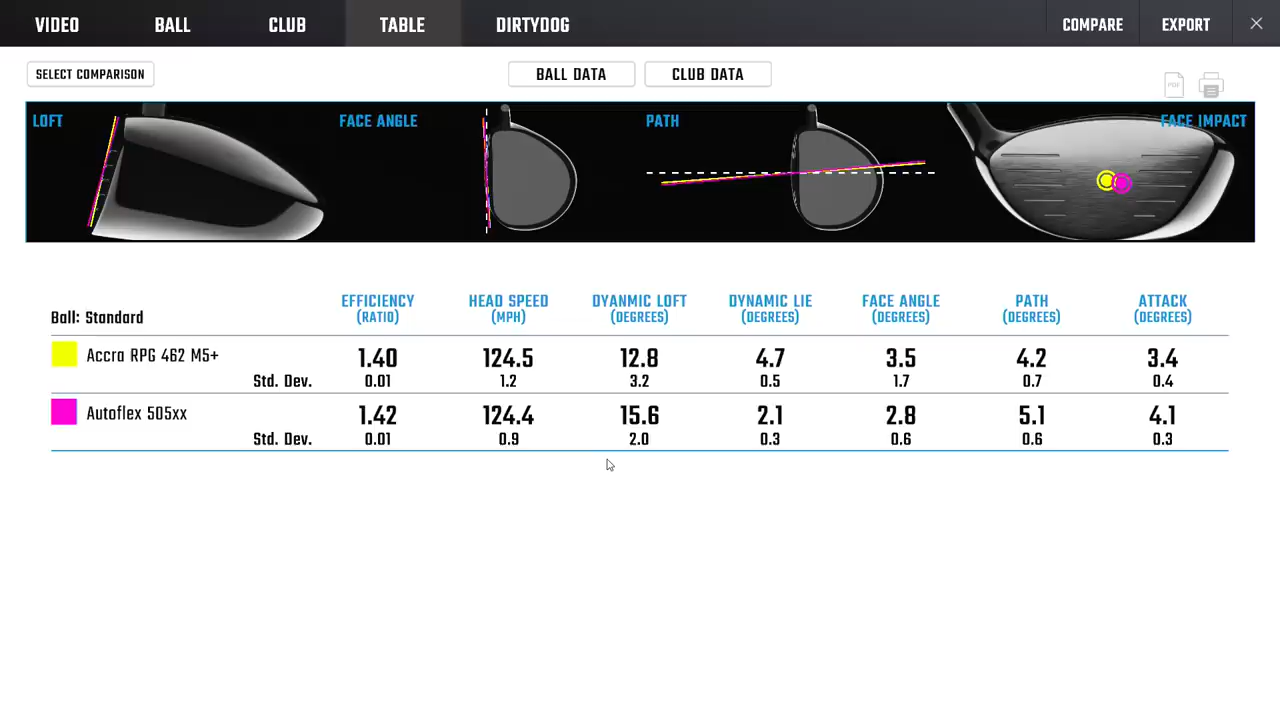 VIDEO BALL CLUB TABLE DIRTYDOG COMPARE EXPORT
SELECT COMPARISON BALL DATA CLUB DATA PDF
LOFT FACE ANGLE PATH FACE IMPACT
EFFICIENCY HEAD SPEED DYANMIC LOFT DYNAMIC LIE FACE ANGLE PATH ATTACK
Ball: Standard (RATIO) (MPH) (DEGREES) (DEGREES) (DEGREES) (DEGREES) (DEGREES)
Accra RPG 462 M5+ 1.40 124.5 12.8 4.7 3.5 4.2 3.4
Std. Dev. 0.01 1.2 3.2 0.5 1.7 0.7 0.4
Autoflex 505xx 1.42 124.4 15.6 2.1 2.8 5.1 4.1
Std. Dev. 0.01 0.9 2.0 0.3 0.6 0.6 0.3